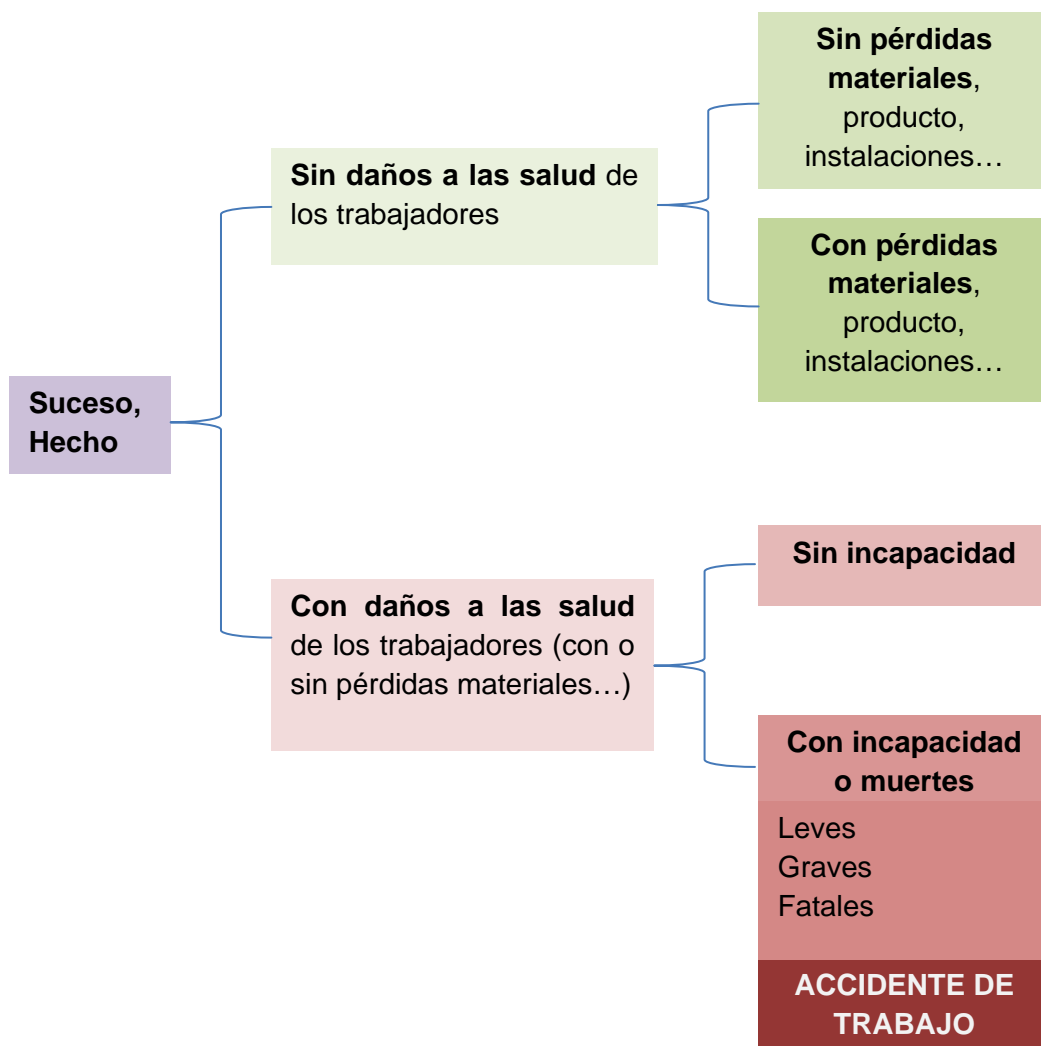 Sin pérdidas
materiales,
producto,
instalaciones…
Sin daños a las salud de
los trabajadores
Con pérdidas
materiales,
producto,
instalaciones…
Suceso,
Hecho
Sin incapacidad
Con daños a las salud
de los trabajadores (con o
sin pérdidas materiales…)
Con incapacidad
o muertes
Leves
Graves
Fatales
ACCIDENTE DE
TRABAJO